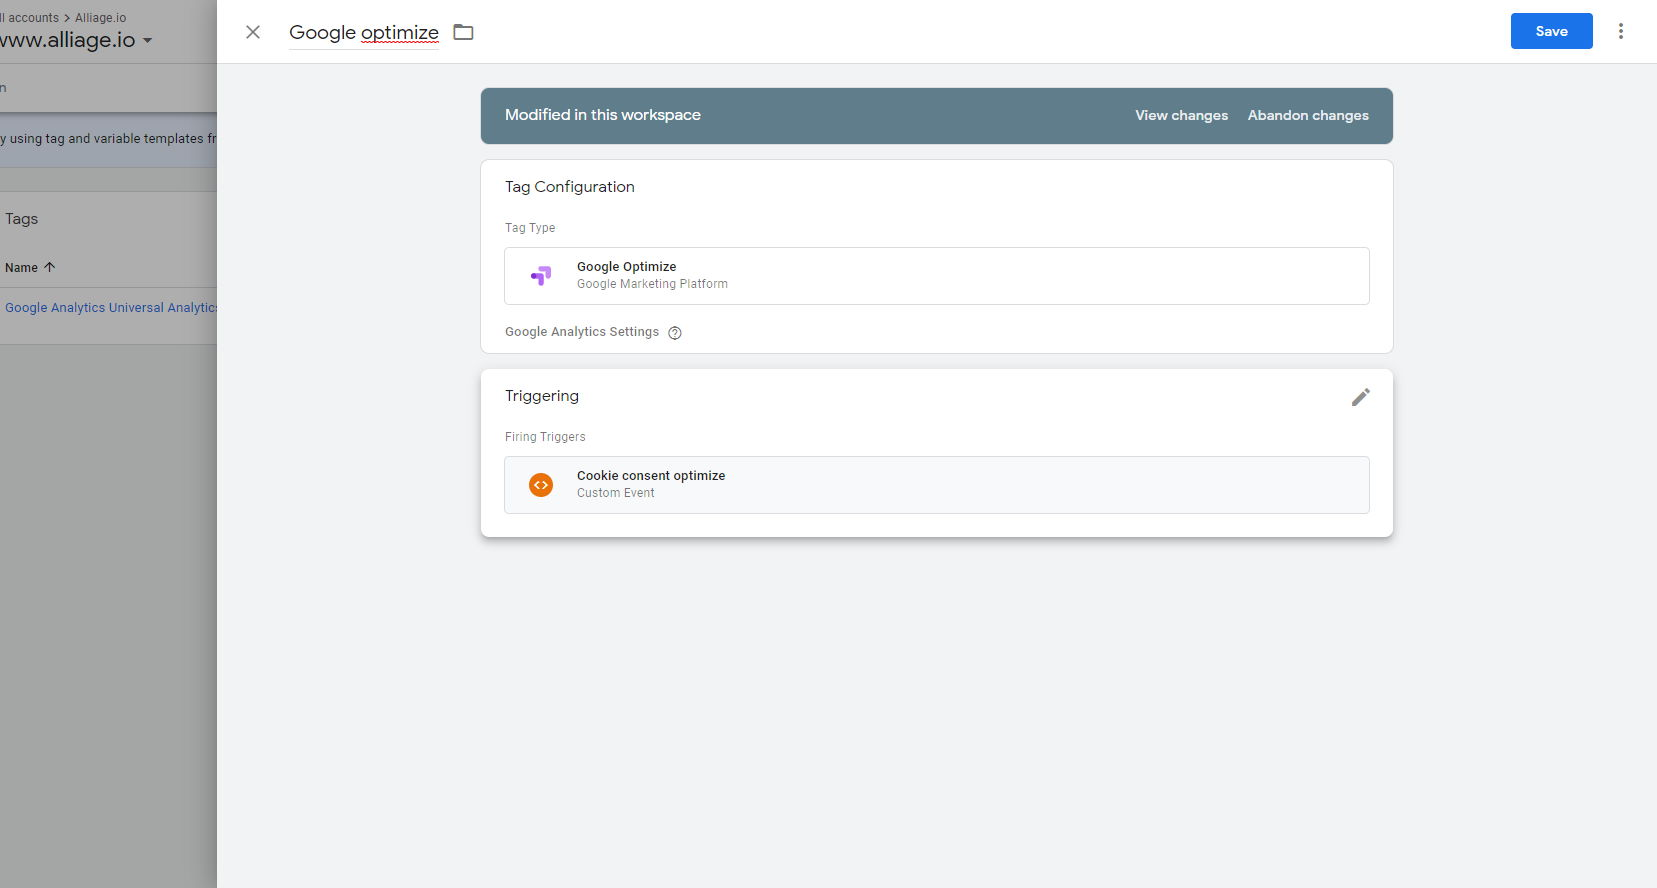 ll accounts > Alliage.io
www.alliage.io
n
y using tag and variable templates fr
Tags
Name
Google Analytics Universal Analytics
Google optimize
Save
Modified in this workspace
View changes
Abandon changes
Tag Configuration
Tag Type
Google Optimize
Google Marketing Platform
Google Analytics Settings
Triggering
Firing Triggers
Cookie consent optimize
Custom Event